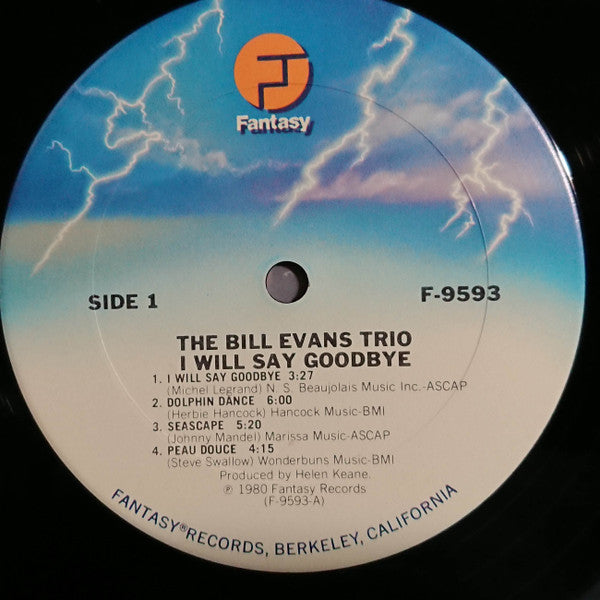 Fantasy
SIDE 1
F-9593
THE BILL EVANS TRIO
I WILL SAY GOODBYE
1. I WILL SAY GOODBYE 3:27
(Michel Legrand) N. S. Beaujolais Music Inc.-ASCAP
2. DOLPHIN DANCE 6:00
(Herbie Hancock) Hancock Music-BMI
3. SEASCAPE 5:20
(Johnny Mandel) Marissa Music-ASCAP
4. PEAU DOUCE 4:15
(Steve Swallow) Wonderbuns Music-BMI
Produced by Helen Keane.
℗ 1980 Fantasy Records
(F-9593-A)
FANTASY® RECORDS, BERKELEY, CALIFORNIA